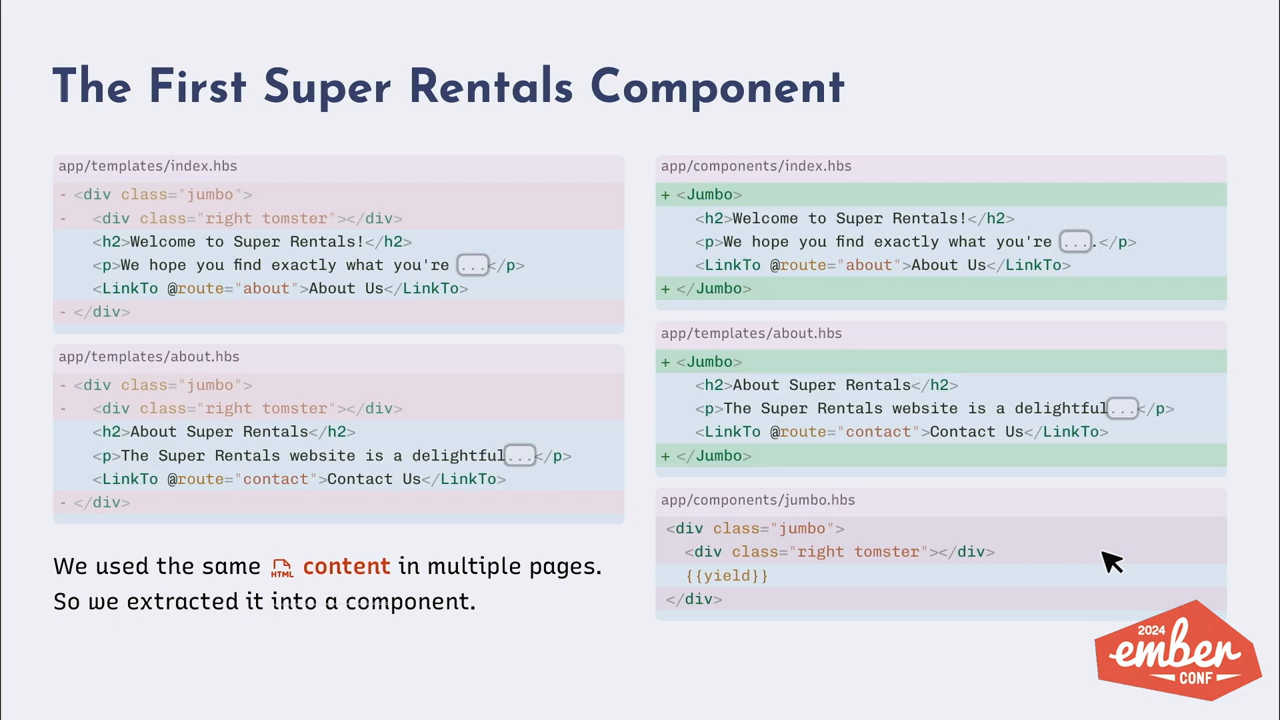 The First Super Rentals Component
app/templates/index.hbs
- <div class="jumbo">
-   <div class="right tomster"></div>
    <h2>Welcome to Super Rentals!</h2>
    <p>We hope you find exactly what you're ...</p>
    <LinkTo @route="about">About Us</LinkTo>
- </div>
app/templates/about.hbs
- <div class="jumbo">
-   <div class="right tomster"></div>
    <h2>About Super Rentals</h2>
    <p>The Super Rentals website is a delightful...</p>
    <LinkTo @route="contact">Contact Us</LinkTo>
- </div>
We used the same HTML content in multiple pages.
So we extracted it into a component.
app/components/index.hbs
+ <Jumbo>
    <h2>Welcome to Super Rentals!</h2>
    <p>We hope you find exactly what you're ... .</p>
    <LinkTo @route="about">About Us</LinkTo>
+ </Jumbo>
app/templates/about.hbs
+ <Jumbo>
    <h2>About Super Rentals</h2>
    <p>The Super Rentals website is a delightful...</p>
    <LinkTo @route="contact">Contact Us</LinkTo>
+ </Jumbo>
app/components/jumbo.hbs
<div class="jumbo">
  <div class="right tomster"></div>
  {{yield}}
</div>
2024
ember
CONF